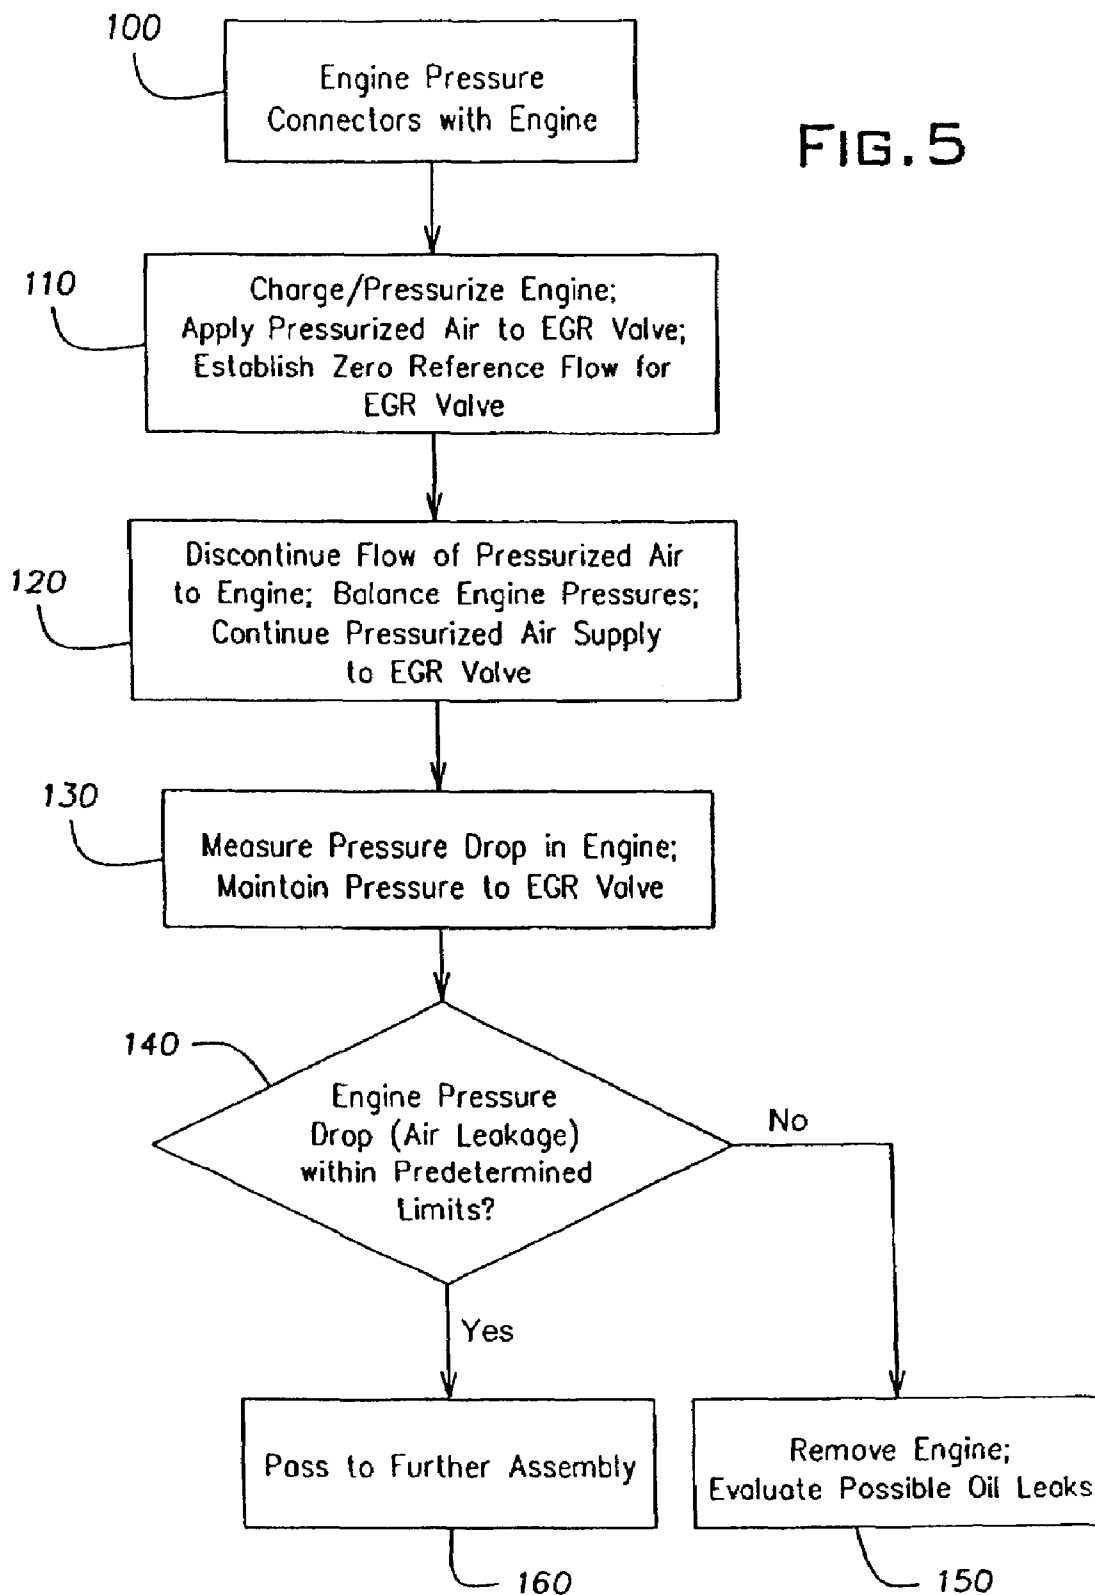 100
Engine Pressure
Connectors with Engine
FIG. 5
110
Charge/Pressurize Engine;
Apply Pressurized Air to EGR Valve;
Establish Zero Reference Flow for
EGR Valve
120
Discontinue Flow of Pressurized Air
to Engine; Balance Engine Pressures;
Continue Pressurized Air Supply
to EGR Valve
130
Measure Pressure Drop in Engine;
Maintain Pressure to EGR Valve
140
Engine Pressure
Drop (Air Leakage)
within Predetermined
Limits?
No
Yes
Pass to Further Assembly
160
Remove Engine;
Evaluate Possible Oil Leaks
150